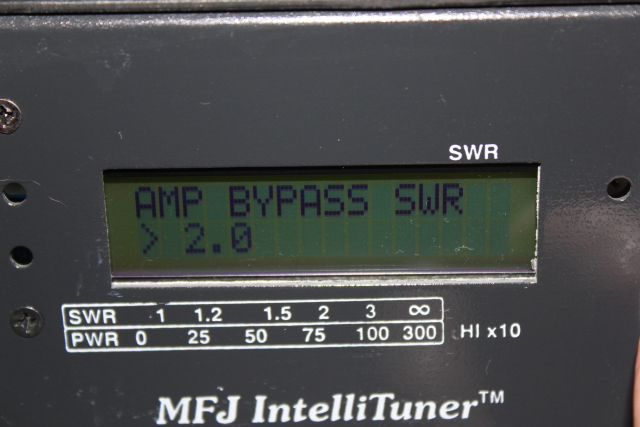 SWR
AMP BYPASS SWR
> 2.0
SWR 1 1.2 1.5 2 3 ∞
PWR 0 25 50 75 100 300 HI x10
MFJ IntelliTuner™